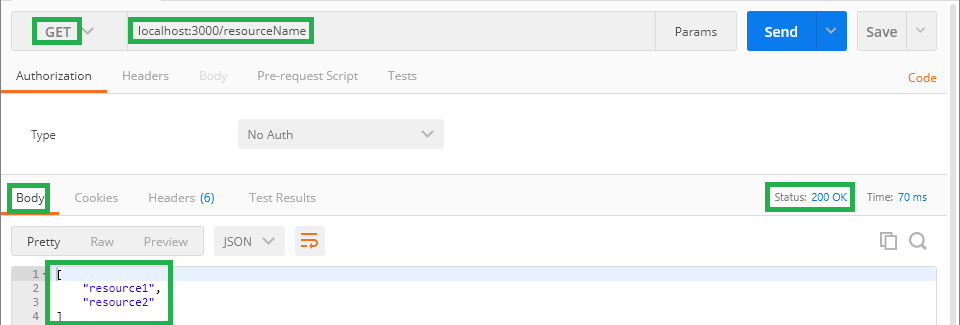 GET localhost:3000/resourceName Params Send Save
Authorization Headers Body Pre-request Script Tests Code
Type No Auth
Body Cookies Headers (6) Test Results Status: 200 OK Time: 70 ms
Pretty Raw Preview JSON
1 [
2 "resource1",
3 "resource2"
4 ]